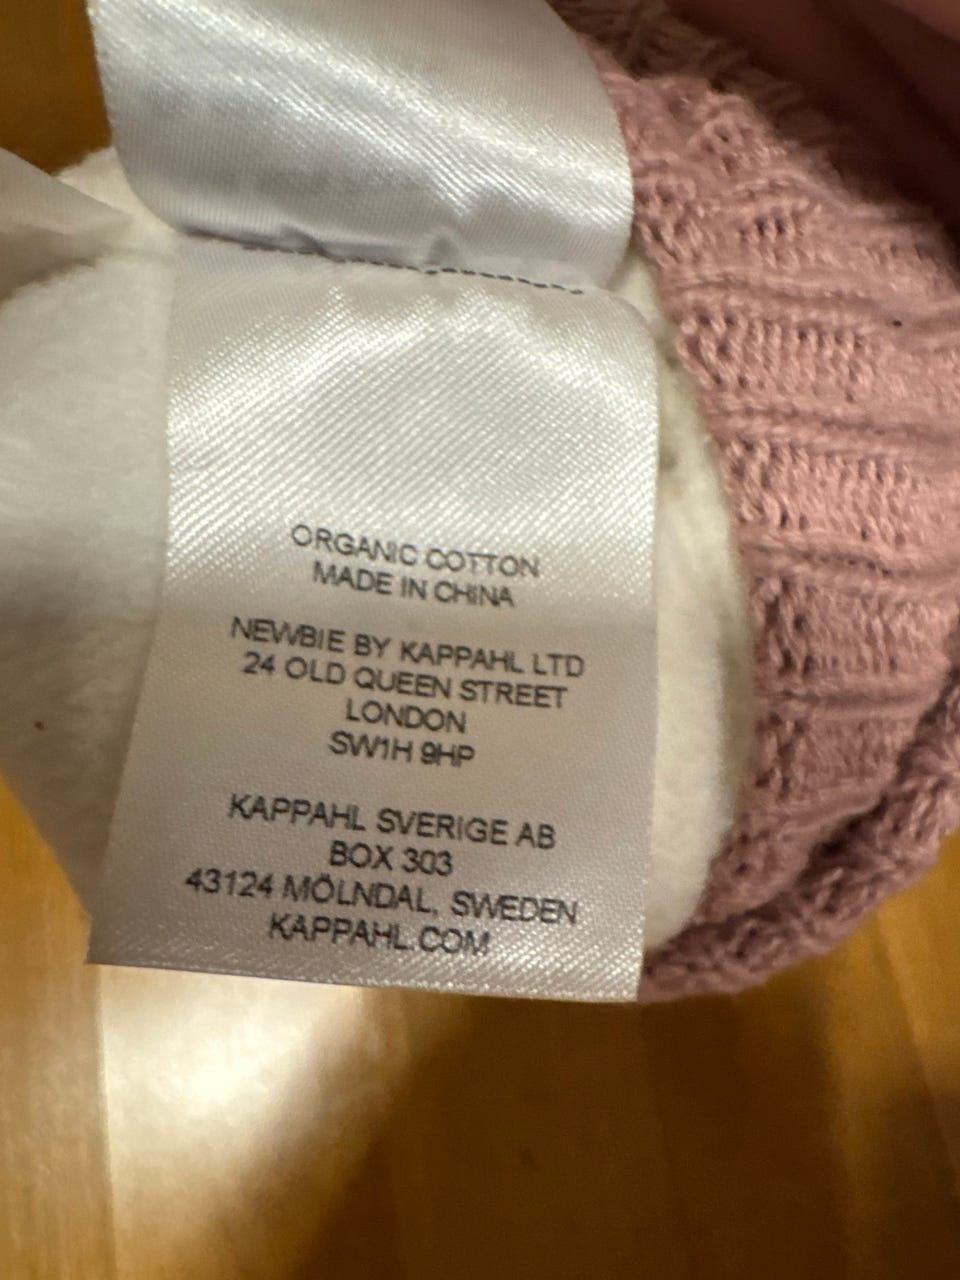 ORGANIC COTTON
MADE IN CHINA
NEWBIE BY KAPPAHL LTD
24 OLD QUEEN STREET
LONDON
SW1H 9HP
KAPPAHL SVERIGE AB
BOX 303
43124 MÖLNDAL, SWEDEN
KAPPAHL.COM